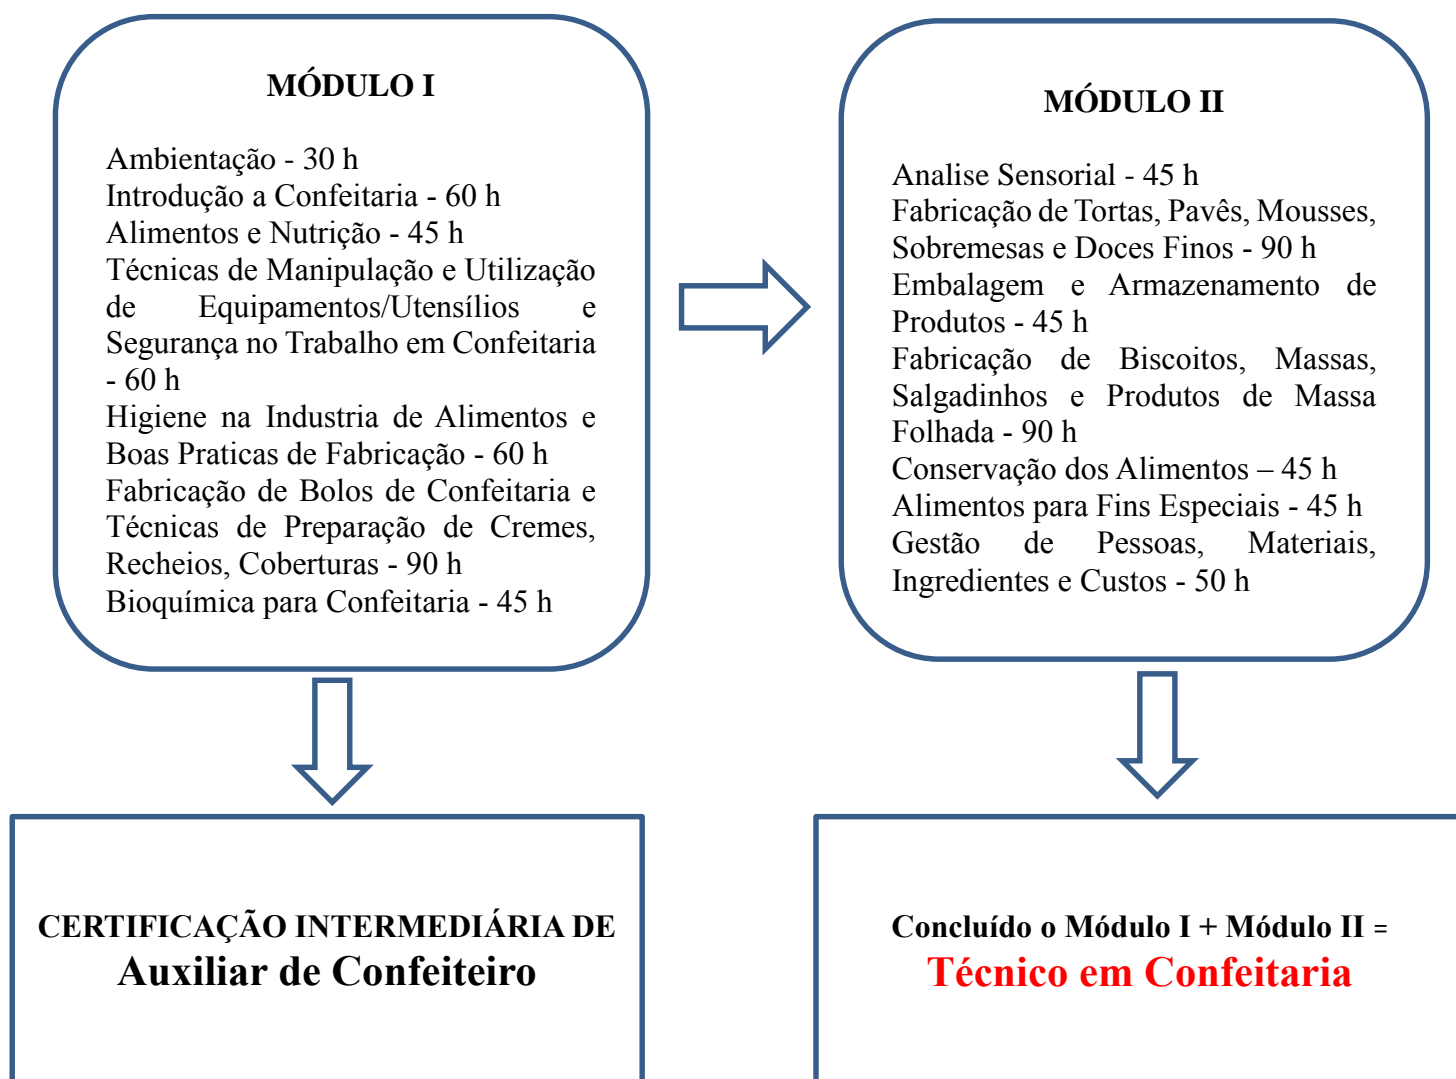 MÓDULO I
Ambientação - 30 h
Introdução a Confeitaria - 60 h
Alimentos e Nutrição - 45 h
Técnicas de Manipulação e Utilização
de Equipamentos/Utensílios e
Segurança no Trabalho em Confeitaria
- 60 h
Higiene na Industria de Alimentos e
Boas Praticas de Fabricação - 60 h
Fabricação de Bolos de Confeitaria e
Técnicas de Preparação de Cremes,
Recheios, Coberturas - 90 h
Bioquímica para Confeitaria - 45 h
MÓDULO II
Analise Sensorial - 45 h
Fabricação de Tortas, Pavês, Mousses,
Sobremesas e Doces Finos - 90 h
Embalagem e Armazenamento de
Produtos - 45 h
Fabricação de Biscoitos, Massas,
Salgadinhos e Produtos de Massa
Folhada - 90 h
Conservação dos Alimentos – 45 h
Alimentos para Fins Especiais - 45 h
Gestão de Pessoas, Materiais,
Ingredientes e Custos - 50 h
CERTIFICAÇÃO INTERMEDIÁRIA DE
Auxiliar de Confeiteiro
Concluído o Módulo I + Módulo II =
Técnico em Confeitaria